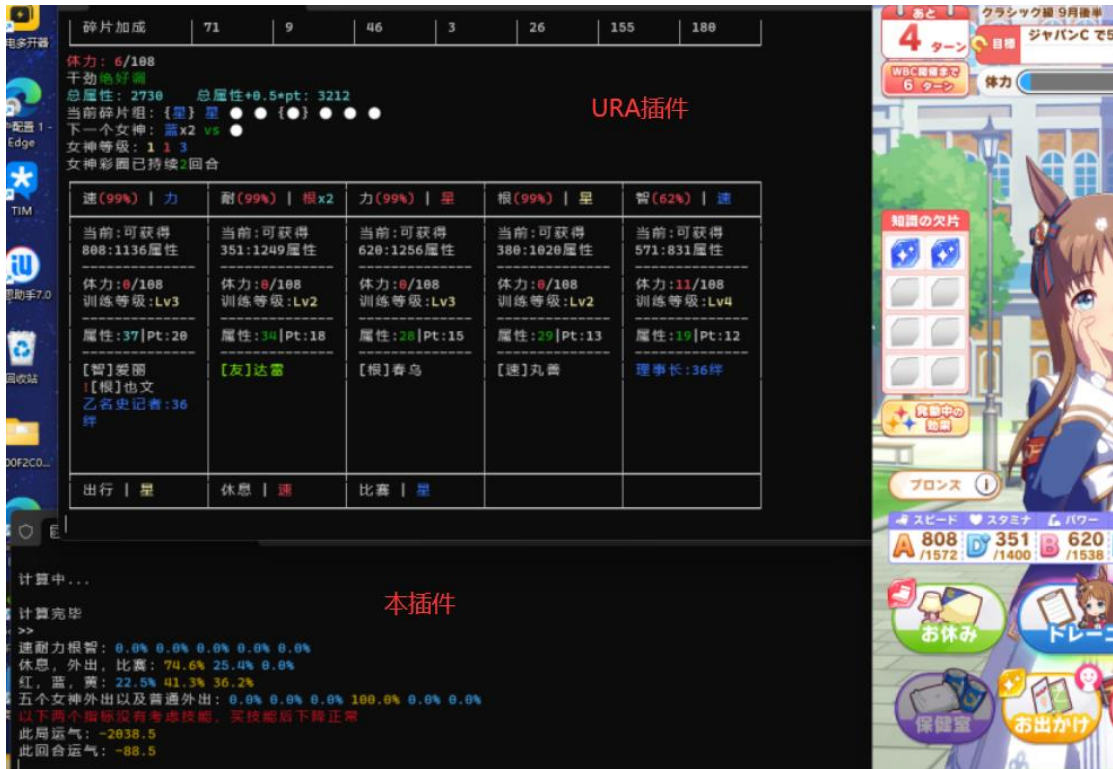 碎片加成 71 9 46 3 26 155 180
体力: 6/108
干劲绝好调
总属性: 2730 总属性+0.5*pt: 3212
当前碎片组: {星} 星 ● ● {●} ● ● ●
下一个女神: 蓝x2 vs ●
女神等级: 1 1 3
女神彩圈已持续2回合
URA插件
速(99%) | 力 耐(99%) | 根x2 力(99%) | 星 根(99%) | 星 智(62%) | 速
当前:可获得 当前:可获得 当前:可获得 当前:可获得 当前:可获得
808:1136属性 351:1249属性 620:1256属性 380:1020属性 571:831属性
体力:0/108 体力:0/108 体力:0/108 体力:0/108 体力:11/108
训练等级:Lv3 训练等级:Lv2 训练等级:Lv3 训练等级:Lv2 训练等级:Lv4
属性:37|Pt:20 属性:34|Pt:18 属性:28|Pt:15 属性:29|Pt:13 属性:19|Pt:12
[智]爱丽 [友]达雷 [根]春乌 [速]丸善 理事长:36绊
![根]也文
乙名史记者:36
绊
出行 | 星 休息 | 速 比赛 | 星
计算中...
计算完毕
>>
本插件
速耐力根智: 0.0% 0.0% 0.0% 0.0% 0.0%
休息, 外出, 比赛: 74.6% 25.4% 0.0%
红, 蓝, 黄: 22.5% 41.3% 36.2%
五个女神外出以及普通外出: 0.0% 0.0% 0.0% 100.0% 0.0% 0.0%
以下两个指标没有考虑技能, 买技能后下降正常
此局运气: -2038.5
此回合运气: -88.5
电多开器
Edge
TIM
回收站
あと
4 ターン
クラシック級 9月後半
目標
ジャパンC で5
WBC開催まで
6 ターン
体力
知識の欠片
発動中の
効果
ブロンズ
スピード スタミナ パワー
A 808 D+ 351 B 620
/1572 /1400 /1538
お休み
トレーニ
保健室
お出かけ